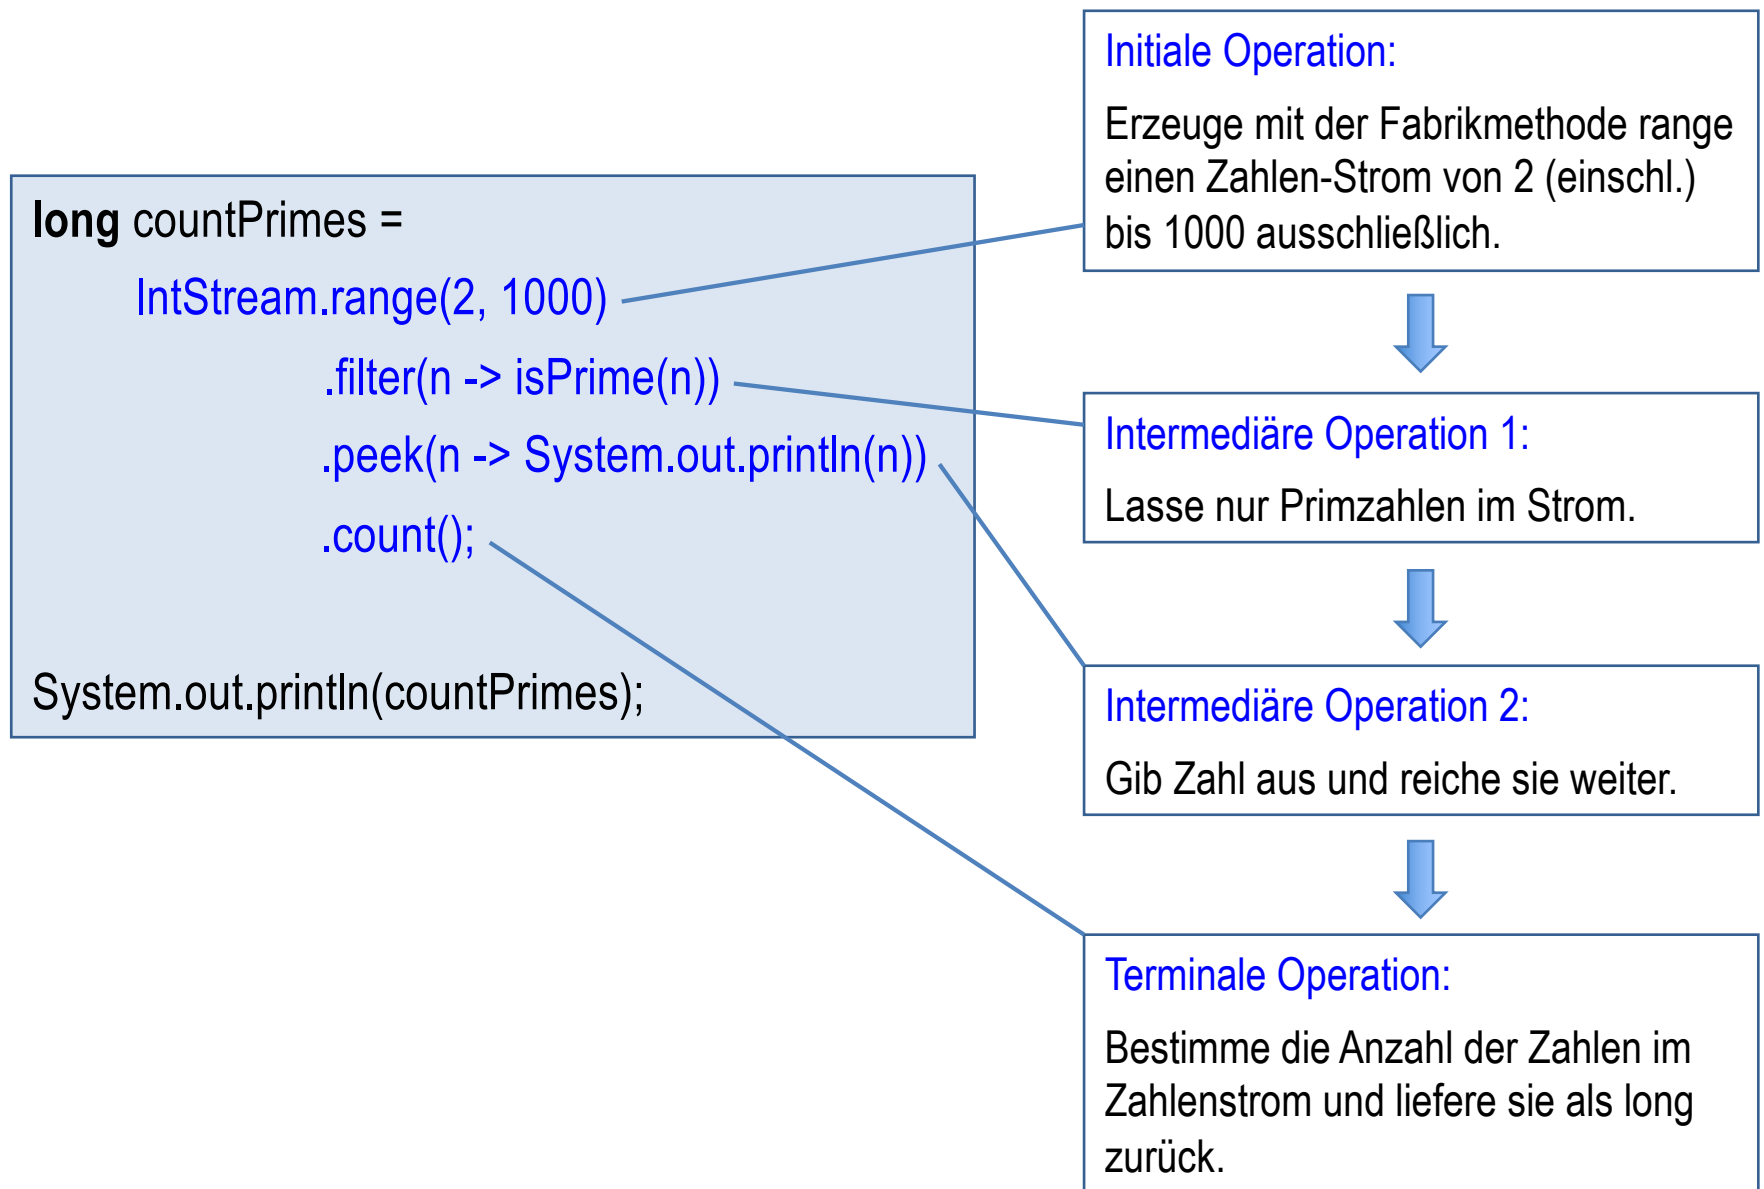 long countPrimes =
IntStream.range(2, 1000)
.filter(n -> isPrime(n))
.peek(n -> System.out.println(n))
.count();
System.out.println(countPrimes);
Initiale Operation:
Erzeuge mit der Fabrikmethode range
einen Zahlen-Strom von 2 (einschl.)
bis 1000 ausschließlich.
Intermediäre Operation 1:
Lasse nur Primzahlen im Strom.
Intermediäre Operation 2:
Gib Zahl aus und reiche sie weiter.
Terminale Operation:
Bestimme die Anzahl der Zahlen im
Zahlenstrom und liefere sie als long
zurück.